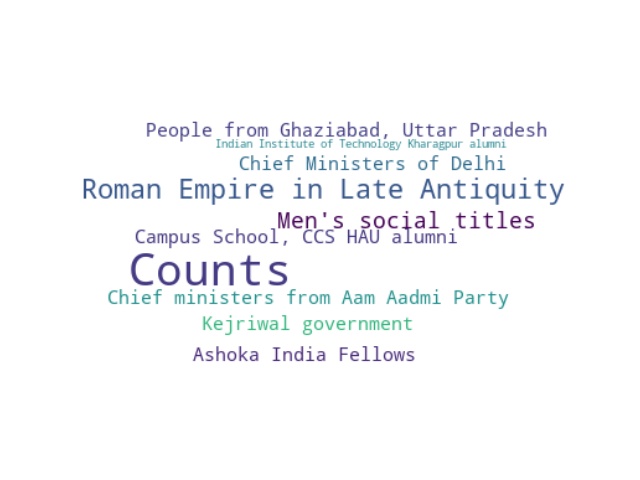 People from Ghaziabad, Uttar Pradesh
Indian Institute of Technology Kharagpur alumni
Chief Ministers of Delhi
Roman Empire in Late Antiquity
Men's social titles
Campus School, CCS HAU alumni
Counts
Chief ministers from Aam Aadmi Party
Kejriwal government
Ashoka India Fellows